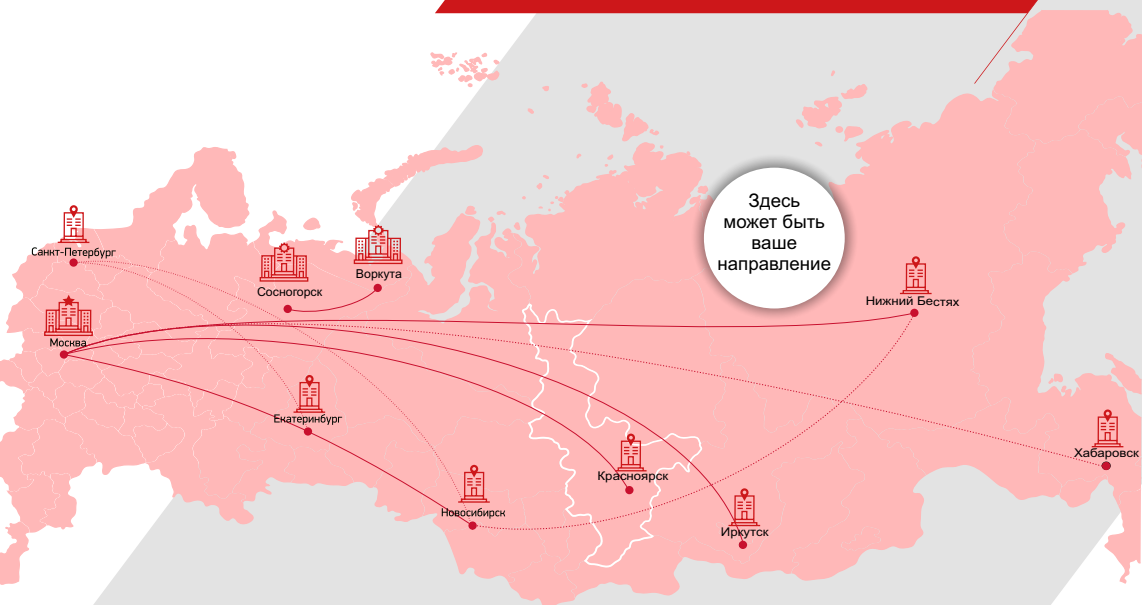 Здесь
может быть
ваше
направление
Санкт-Петербург
Воркута
Сосногорск
Нижний Бестях
Москва
Екатеринбург
Хабаровск
Красноярск
Новосибирск
Иркутск